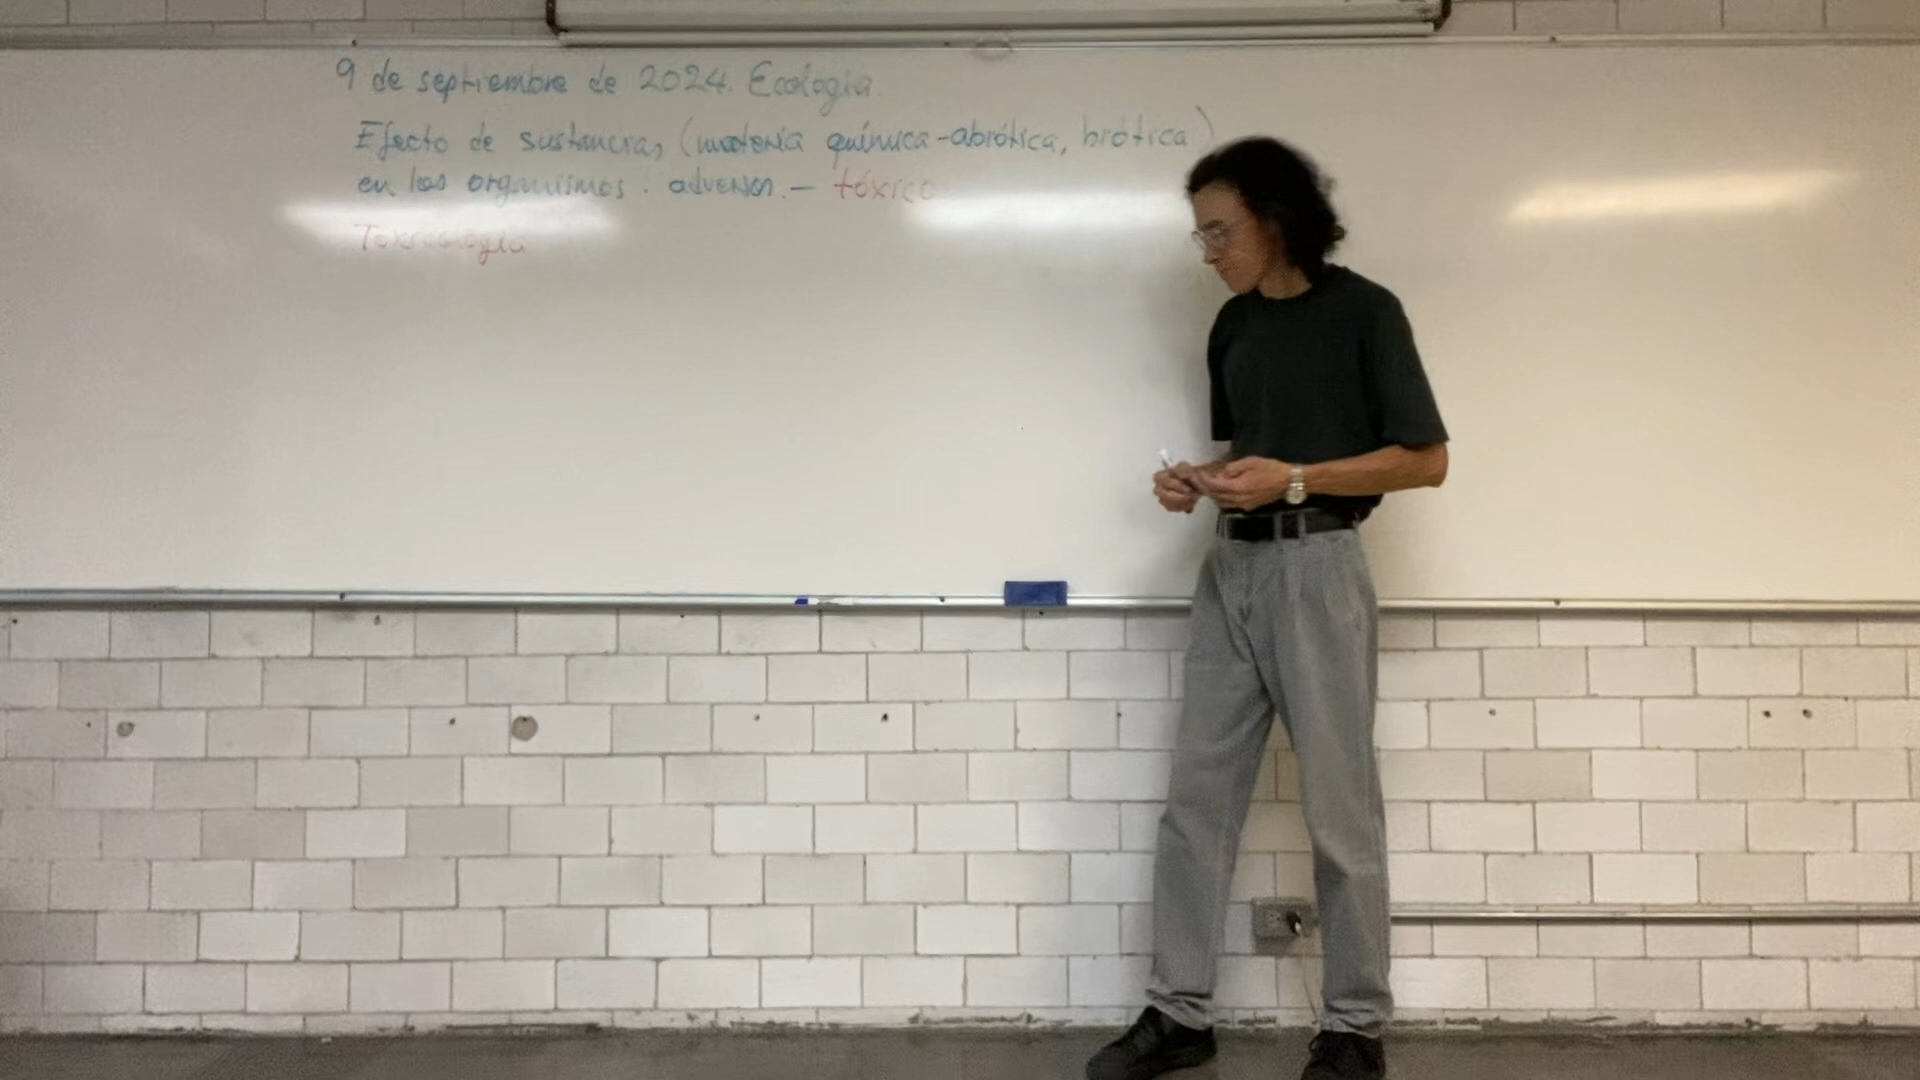 9 de septiembre de 2024. Ecología.
Efecto de sustancias (materia química-abiótica, biótica)
en los organismos: adversos. — tóxico
Toxicología